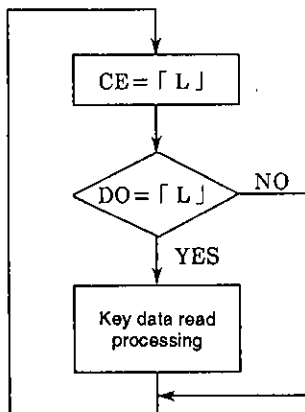 CE=「L」
DO=「L」
NO
YES
Key data read
processing